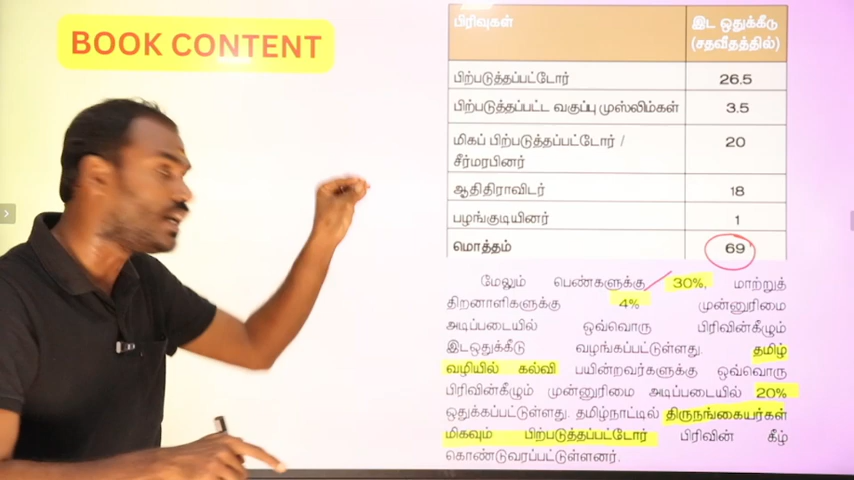 BOOK CONTENT
பிரிவுகள்
இட ஒதுக்கீடு
(சதவீதத்தில்)
பிற்படுத்தப்பட்டோர் 26.5
பிற்படுத்தப்பட்ட வகுப்பு முஸ்லிம்கள் 3.5
மிகப் பிற்படுத்தப்பட்டோர் / 20
சீர்மரபினர்
ஆதிதிராவிடர் 18
பழங்குடியினர் 1
மொத்தம் 69
மேலும் பெண்களுக்கு 30%, மாற்றுத்
திறனாளிகளுக்கு 4% முன்னுரிமை
அடிப்படையில் ஒவ்வொரு பிரிவின்கீழும்
இடஒதுக்கீடு வழங்கப்பட்டுள்ளது. தமிழ்
வழியில் கல்வி பயின்றவர்களுக்கு ஒவ்வொரு
பிரிவின்கீழும் முன்னுரிமை அடிப்படையில் 20%
ஒதுக்கப்பட்டுள்ளது. தமிழ்நாட்டில் திருநங்கையர்கள்
மிகவும் பிற்படுத்தப்பட்டோர் பிரிவின் கீழ்
கொண்டுவரப்பட்டுள்ளனர்.